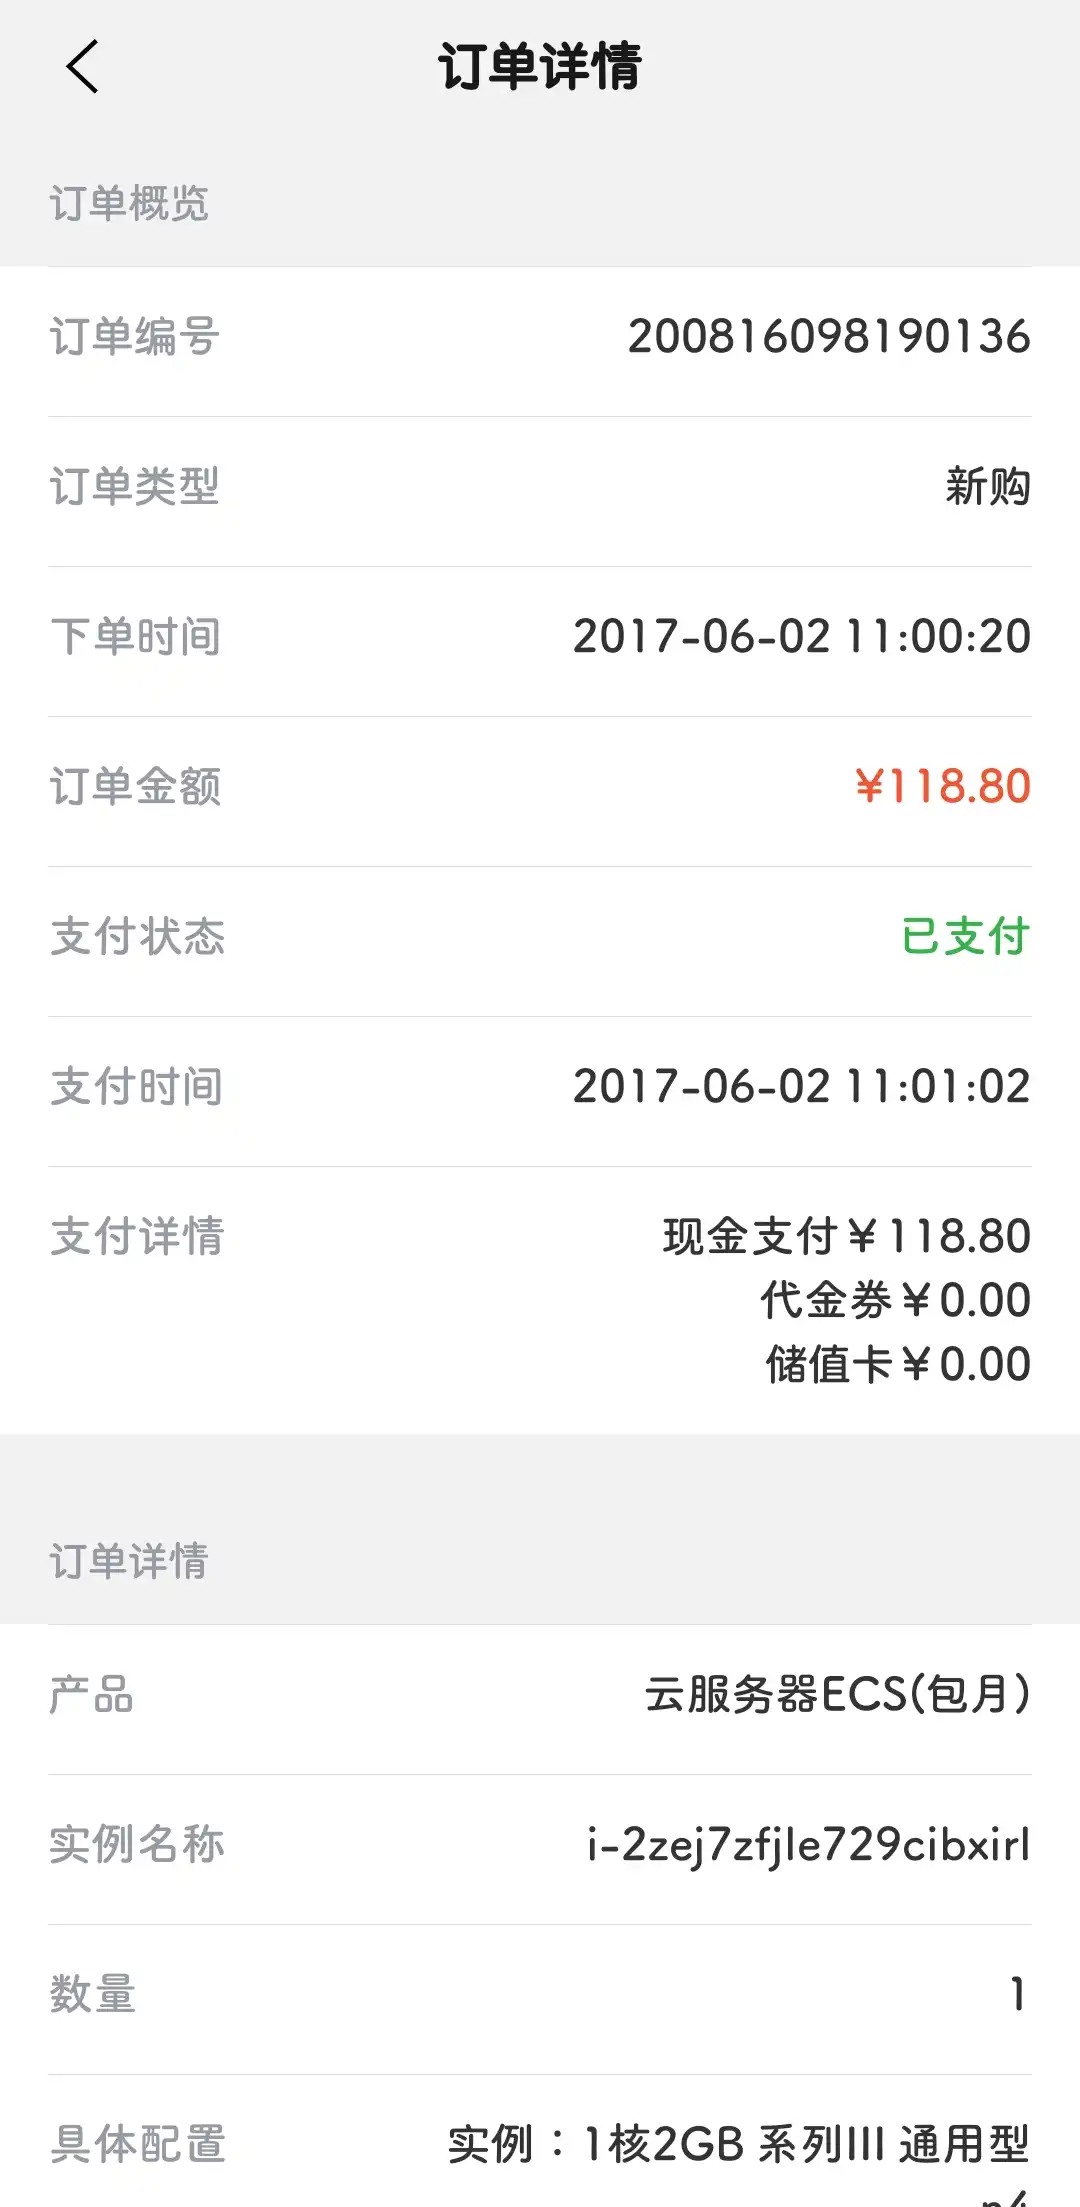 订单详情
订单概览
订单编号 200816098190136
订单类型 新购
下单时间 2017-06-02 11:00:20
订单金额 ¥118.80
支付状态 已支付
支付时间 2017-06-02 11:01:02
支付详情 现金支付¥118.80
代金券¥0.00
储值卡¥0.00
订单详情
产品 云服务器ECS(包月)
实例名称 i-2zej7zfjle729cibxirl
数量 1
具体配置 实例：1核2GB 系列III 通用型